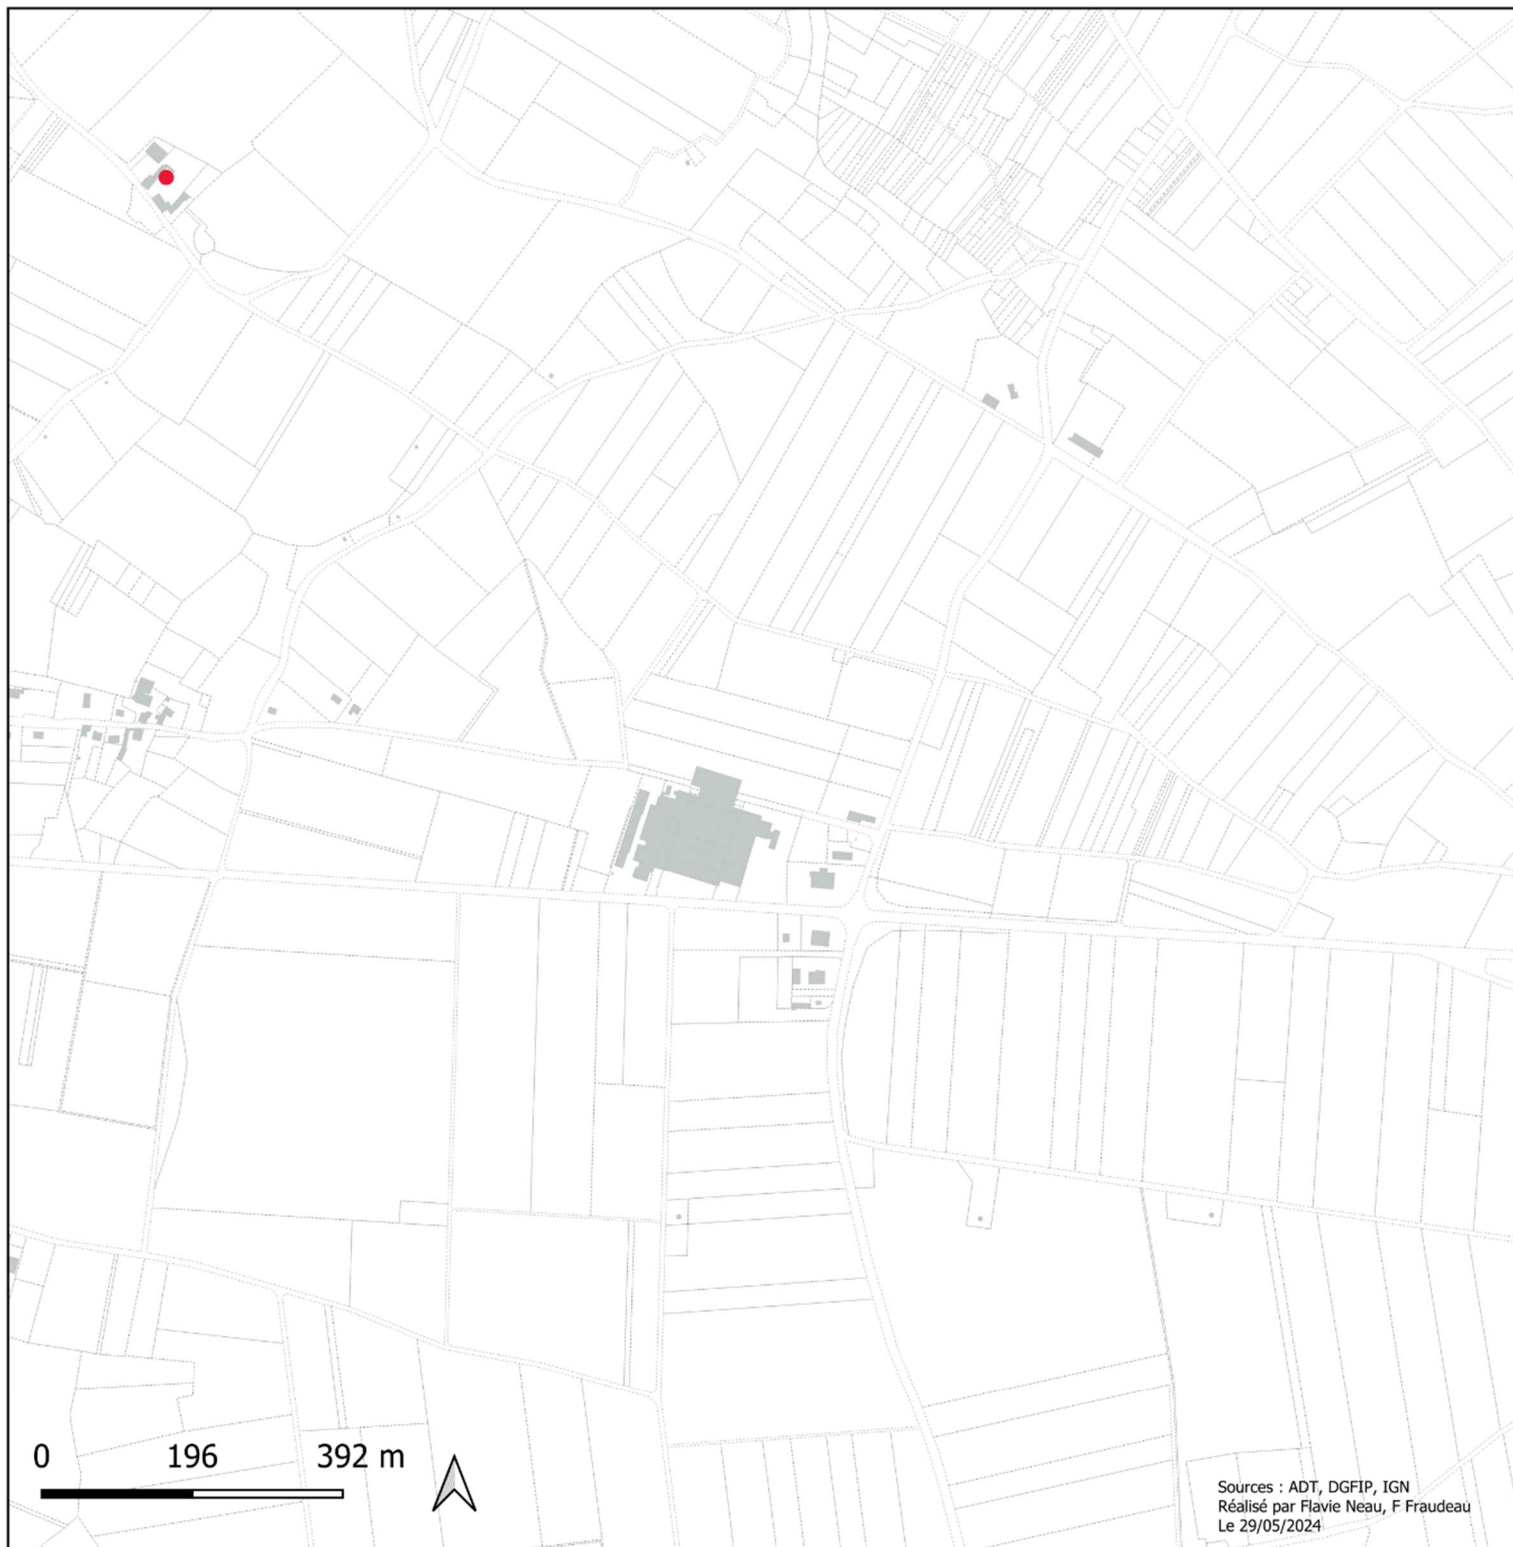 0 196 392 m
Sources : ADT, DGFIP, IGN
Réalisé par Flavie Neau, F Fraudeau
Le 29/05/2024